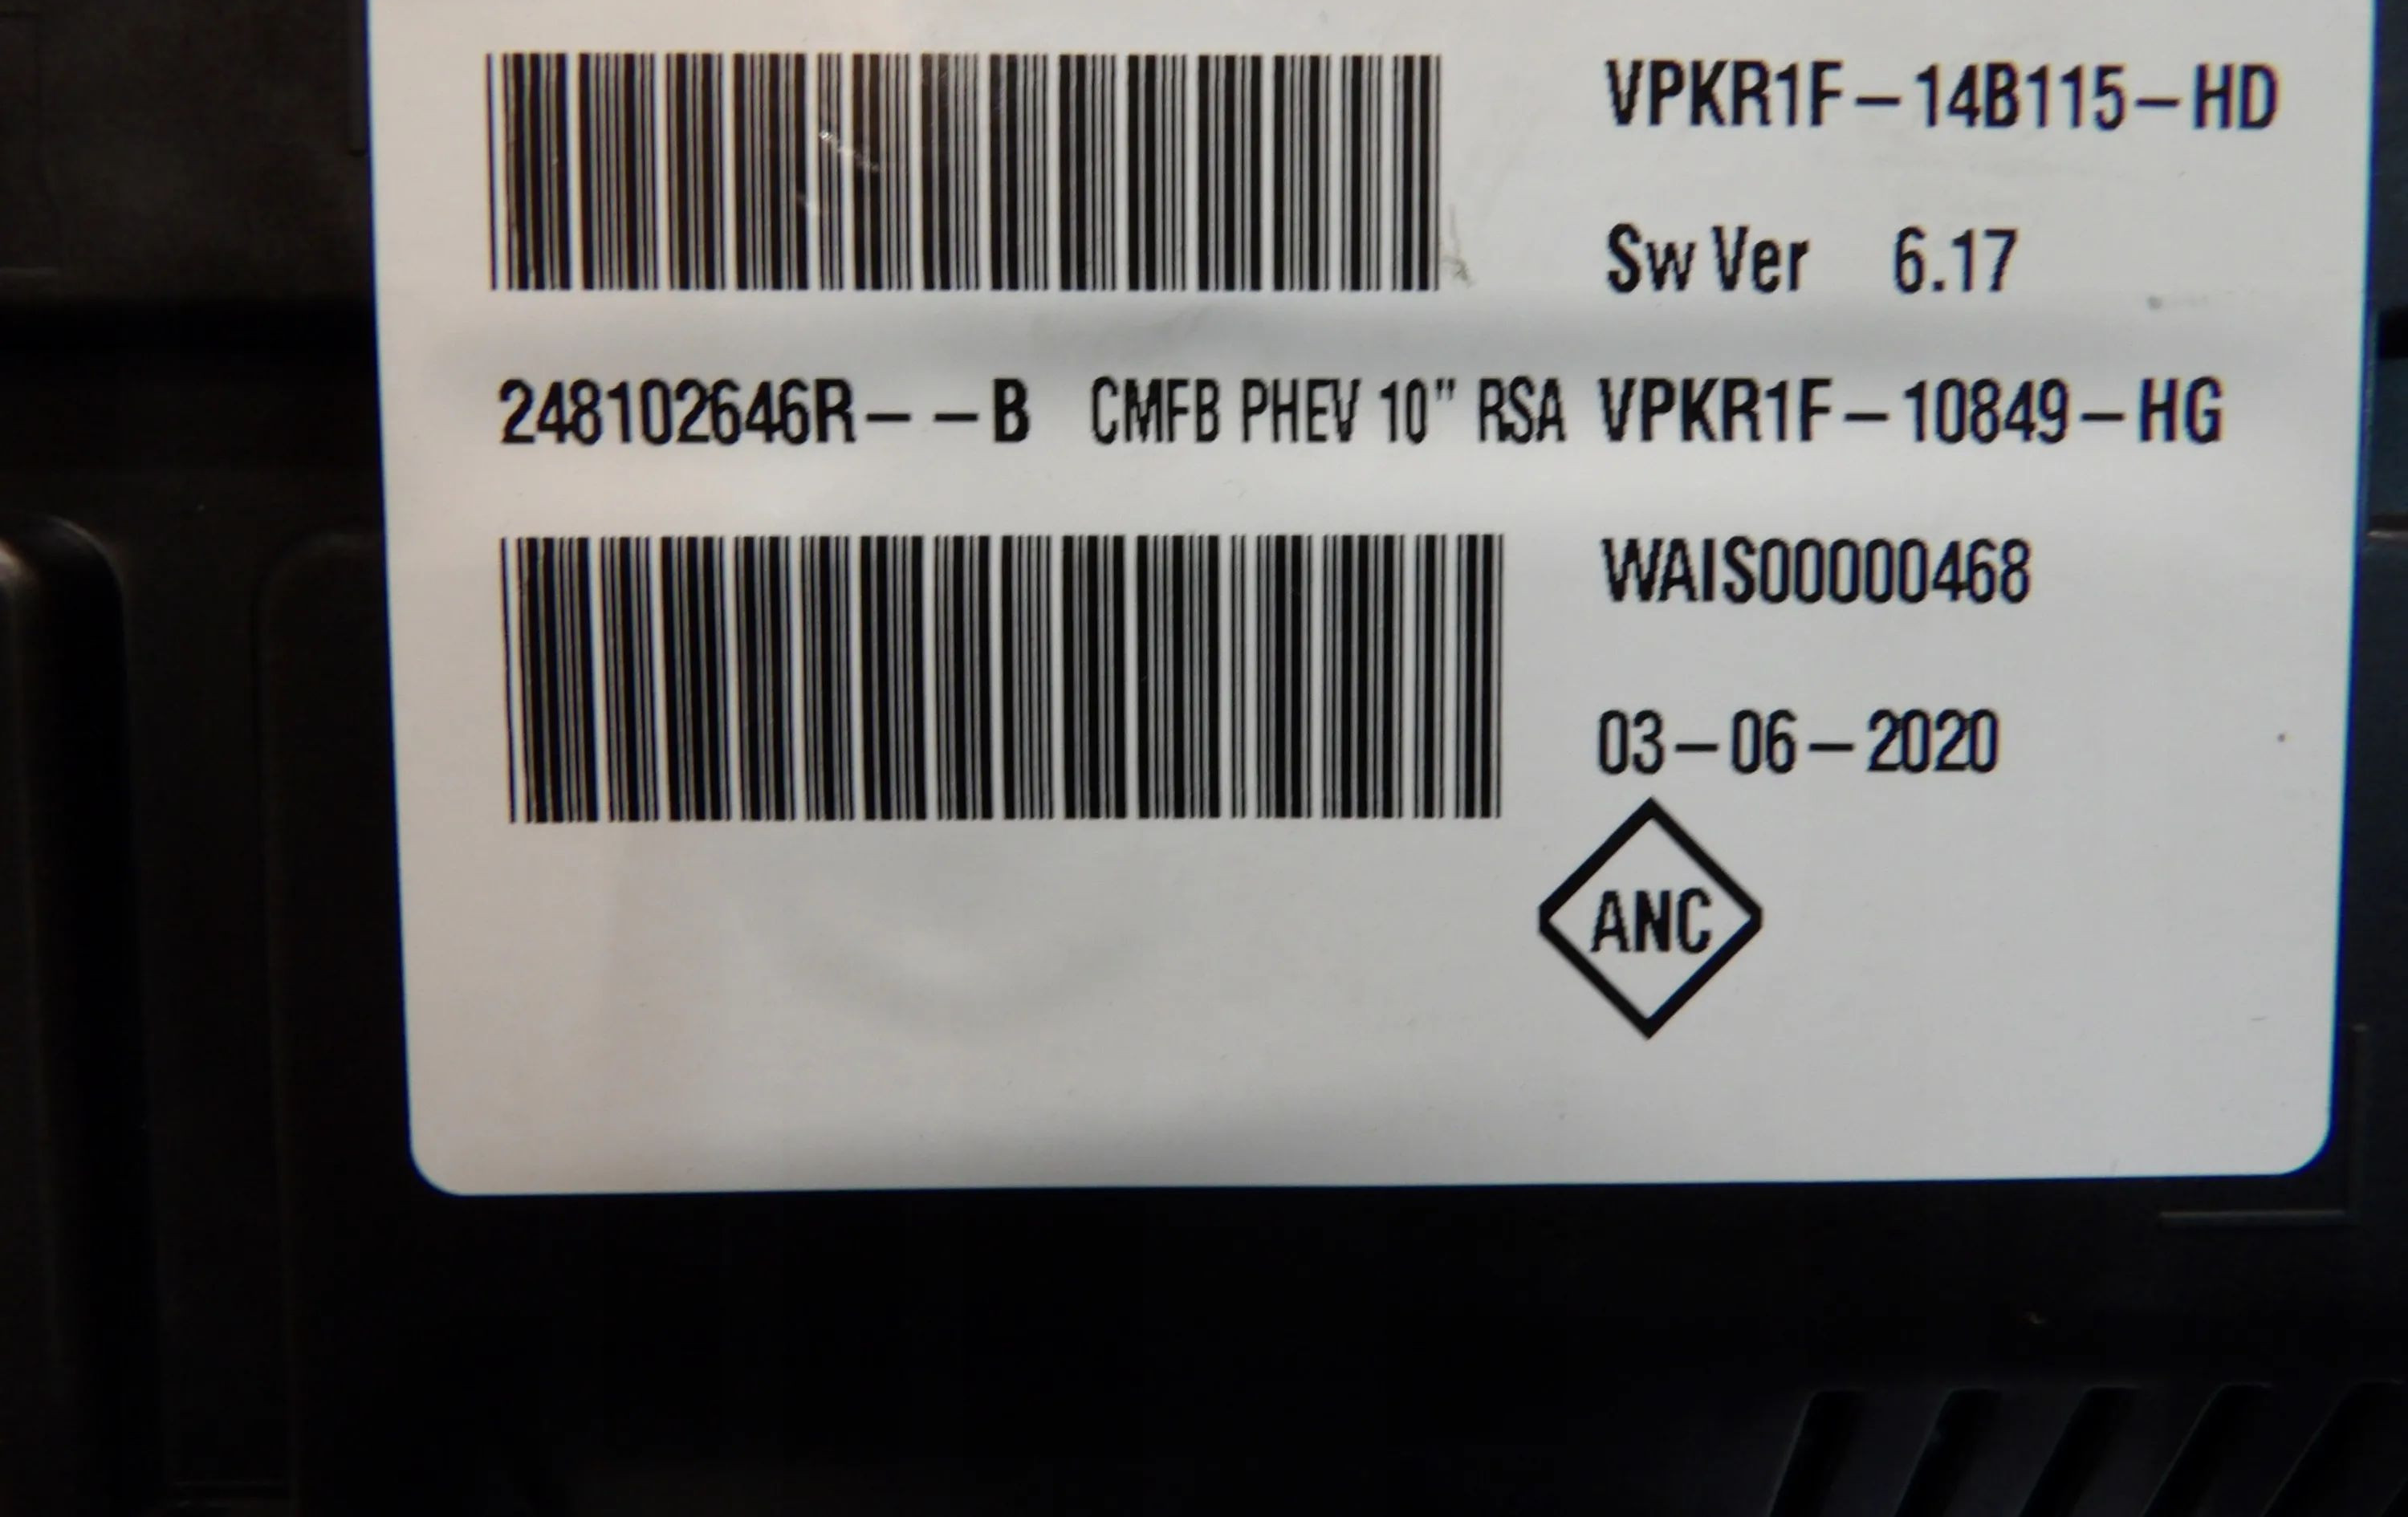 VPKR1F-14B115-HD
Sw Ver 6.17
248102646R--B CMFB PHEV 10" RSA VPKR1F-10849-HG
WAIS00000468
03-06-2020
ANC